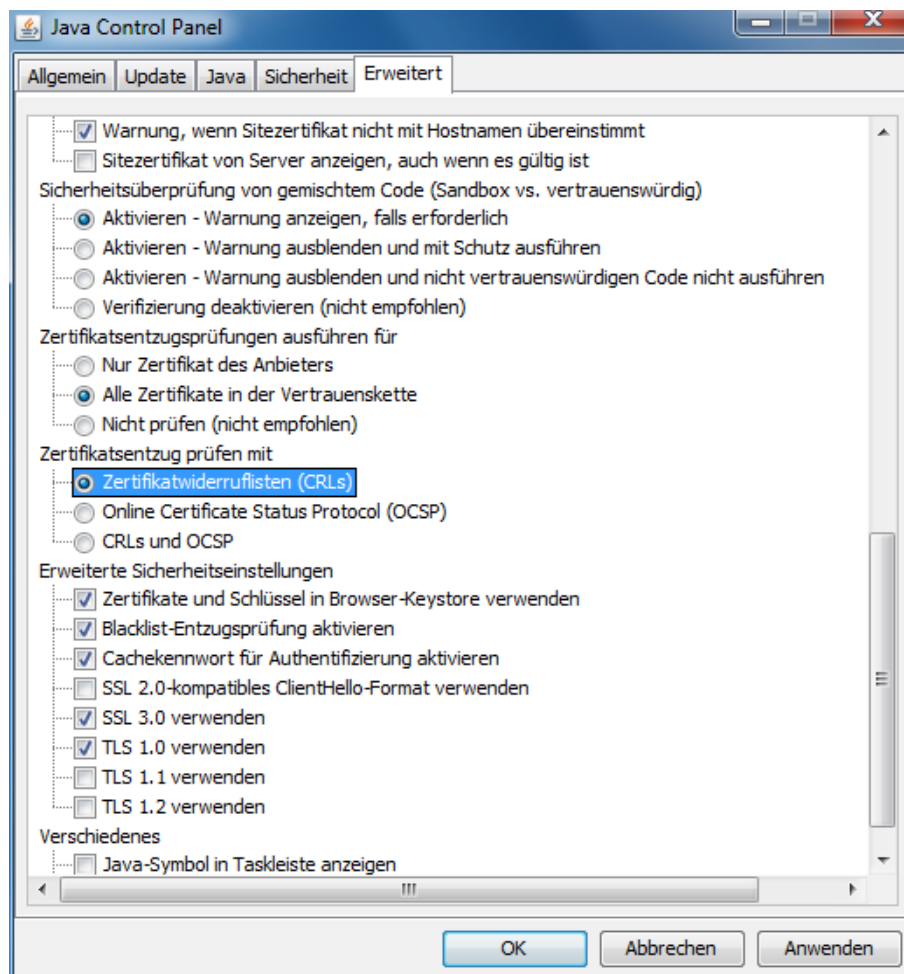 Java Control Panel
Allgemein Update Java Sicherheit Erweitert
Warnung, wenn Sitezertifikat nicht mit Hostnamen übereinstimmt
Sitezertifikat von Server anzeigen, auch wenn es gültig ist
Sicherheitsüberprüfung von gemischtem Code (Sandbox vs. vertrauenswürdig)
Aktivieren - Warnung anzeigen, falls erforderlich
Aktivieren - Warnung ausblenden und mit Schutz ausführen
Aktivieren - Warnung ausblenden und nicht vertrauenswürdigen Code nicht ausführen
Verifizierung deaktivieren (nicht empfohlen)
Zertifikatsentzugsprüfungen ausführen für
Nur Zertifikat des Anbieters
Alle Zertifikate in der Vertrauenskette
Nicht prüfen (nicht empfohlen)
Zertifikatsentzug prüfen mit
Zertifikatwiderruflisten (CRLs)
Online Certificate Status Protocol (OCSP)
CRLs und OCSP
Erweiterte Sicherheitseinstellungen
Zertifikate und Schlüssel in Browser-Keystore verwenden
Blacklist-Entzugsprüfung aktivieren
Cachekennwort für Authentifizierung aktivieren
SSL 2.0-kompatibles ClientHello-Format verwenden
SSL 3.0 verwenden
TLS 1.0 verwenden
TLS 1.1 verwenden
TLS 1.2 verwenden
Verschiedenes
Java-Symbol in Taskleiste anzeigen
OK Abbrechen Anwenden